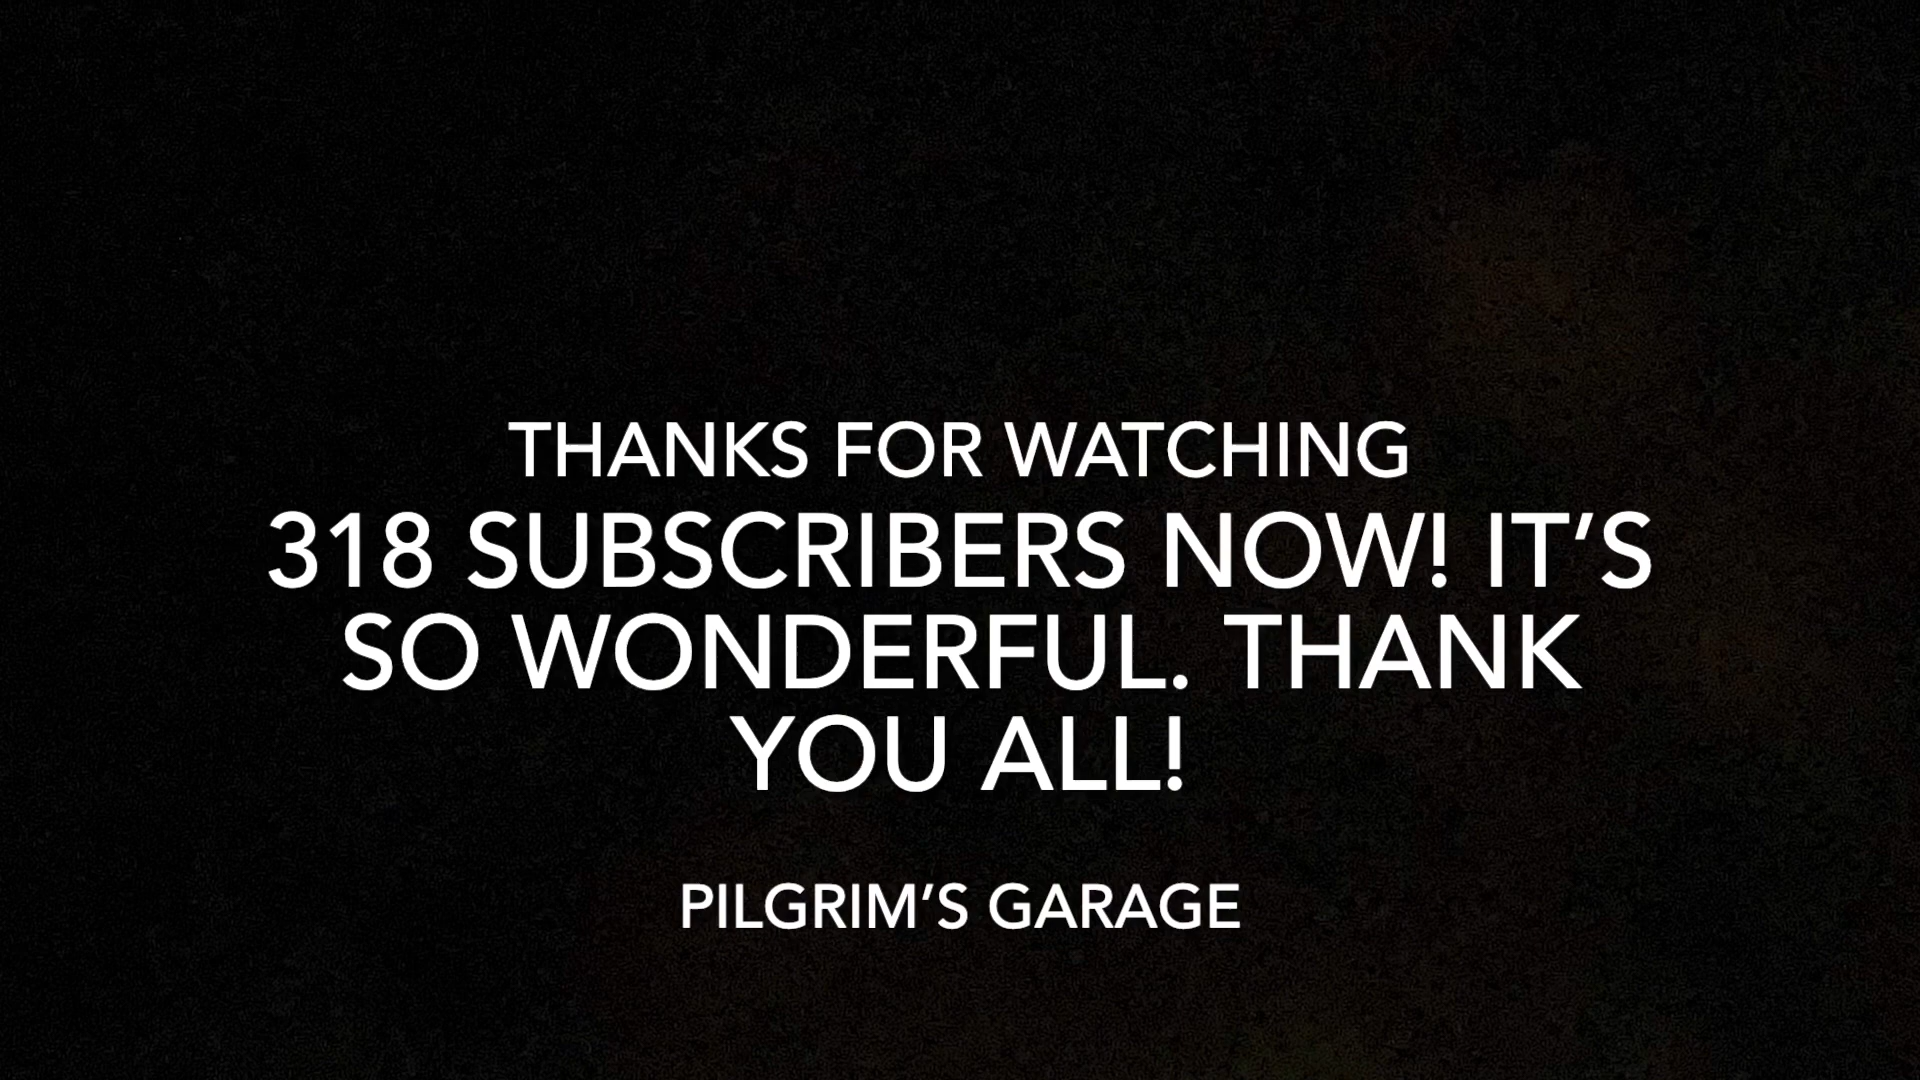 THANKS FOR WATCHING
318 SUBSCRIBERS NOW! IT’S
SO WONDERFUL. THANK
YOU ALL!
PILGRIM’S GARAGE